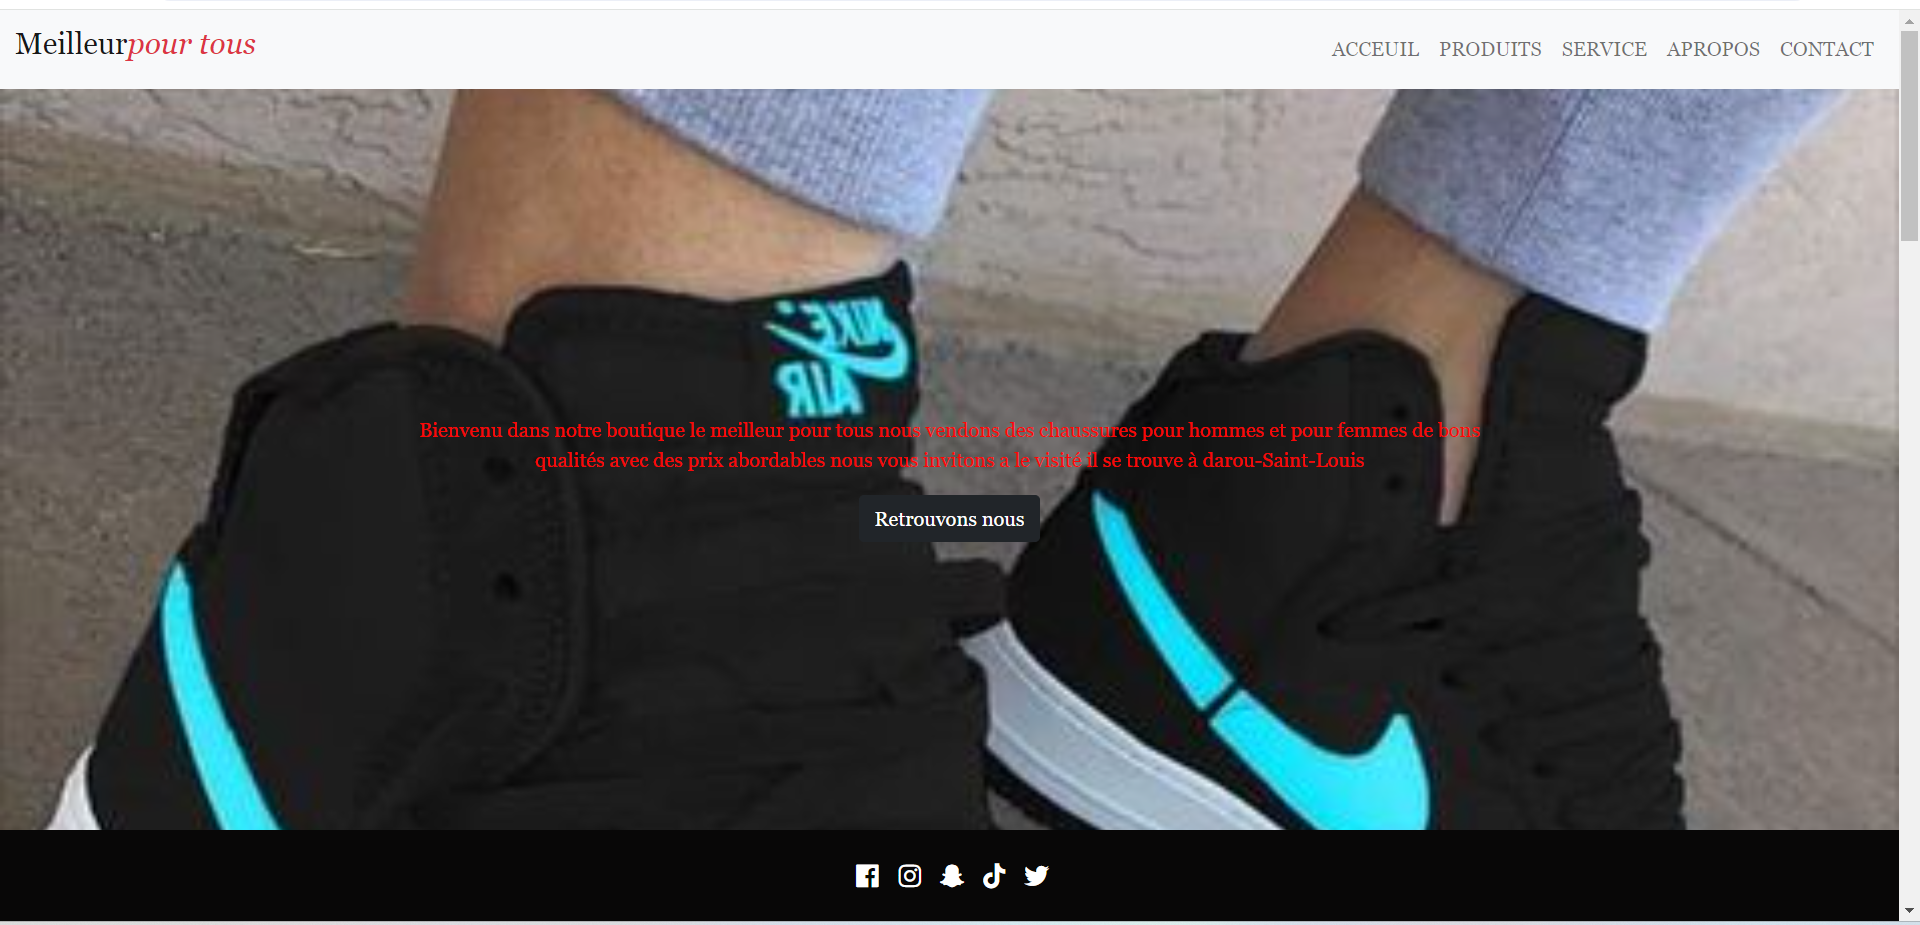 Meilleurpour tous
ACCEUIL PRODUITS SERVICE APROPOS CONTACT
NIKE
AIR
Bienvenu dans notre boutique le meilleur pour tous nous vendons des chaussures pour hommes et pour femmes de bons
qualités avec des prix abordables nous vous invitons a le visité il se trouve à darou-Saint-Louis
Retrouvons nous